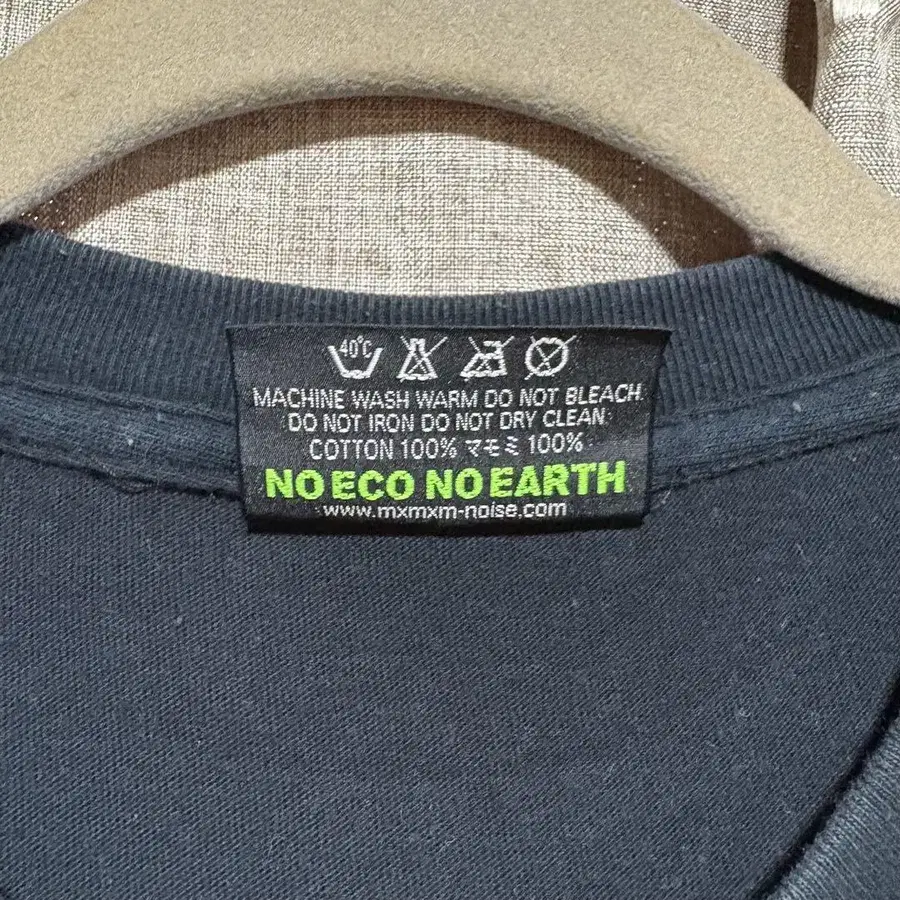 40°C
MACHINE WASH WARM DO NOT BLEACH.
DO NOT IRON DO NOT DRY CLEAN.
COTTON 100% マモミ 100%
NO ECO NO EARTH
www.mxmxm-noise.com